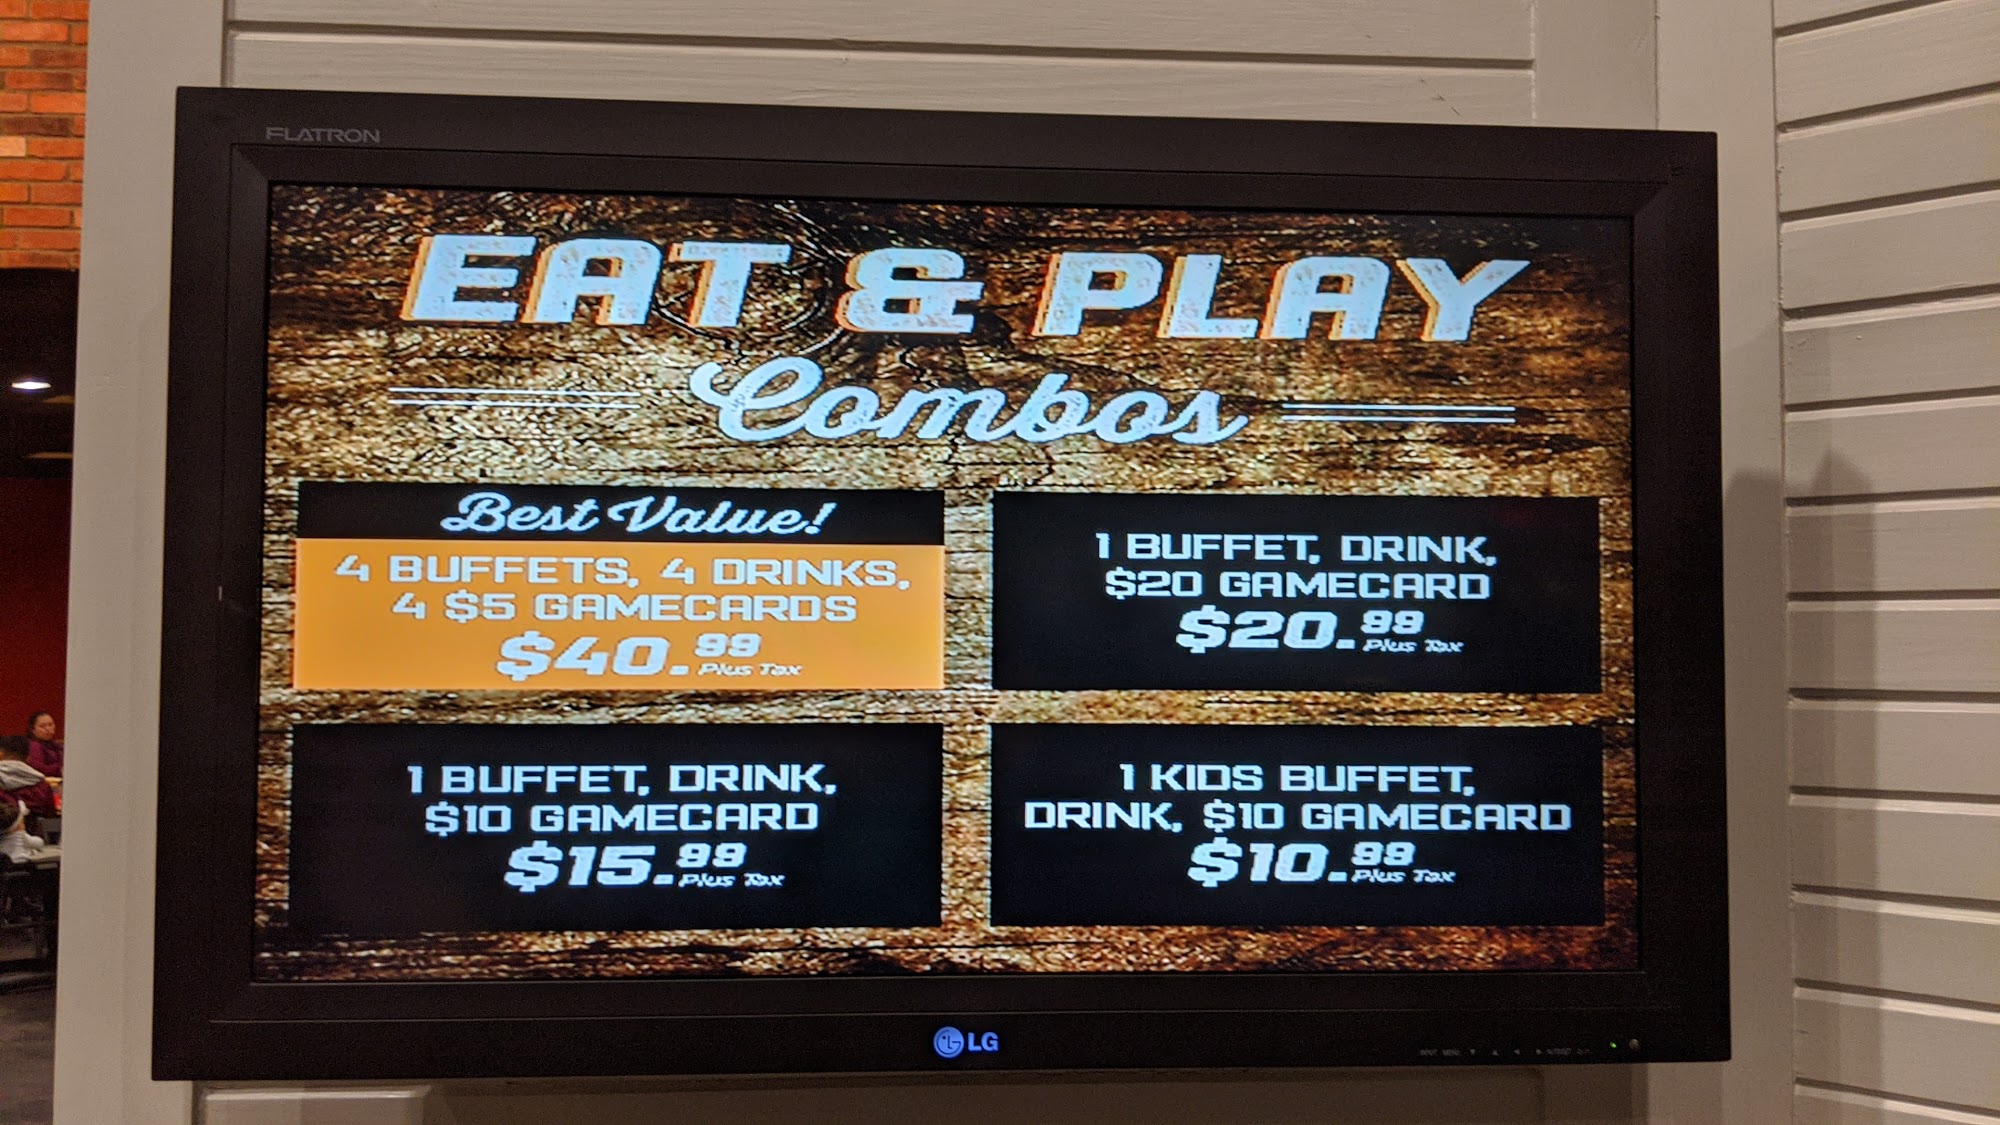 FLATRON
EAT & PLAY
Combos
Best Value!
4 BUFFETS, 4 DRINKS,
4 $5 GAMECARDS
$40.99 Plus Tax
1 BUFFET, DRINK,
$20 GAMECARD
$20.99 Plus Tax
1 BUFFET, DRINK,
$10 GAMECARD
$15.99 Plus Tax
1 KIDS BUFFET,
DRINK, $10 GAMECARD
$10.99 Plus Tax
LG